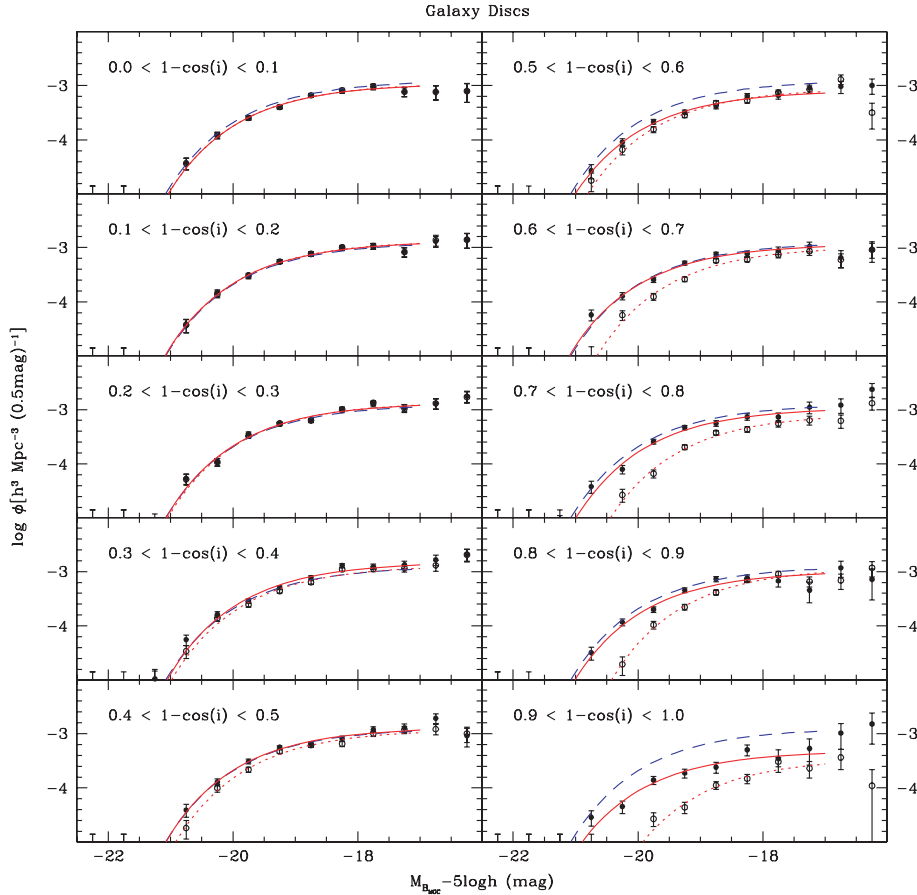 Galaxy Discs
0.0 < 1-cos(i) < 0.1
0.5 < 1-cos(i) < 0.6
-3
-3
-4
-4
0.1 < 1-cos(i) < 0.2
0.6 < 1-cos(i) < 0.7
-3
-3
-4
-4
0.2 < 1-cos(i) < 0.3
0.7 < 1-cos(i) < 0.8
-3
-3
-4
-4
0.3 < 1-cos(i) < 0.4
0.8 < 1-cos(i) < 0.9
-3
-3
-4
-4
0.4 < 1-cos(i) < 0.5
0.9 < 1-cos(i) < 1.0
-3
-3
-4
-4
-22 -20 -18 -22 -20 -18
log φ[h³ Mpc⁻³ (0.5mag)⁻¹]
M_B_MGC-5logh (mag)